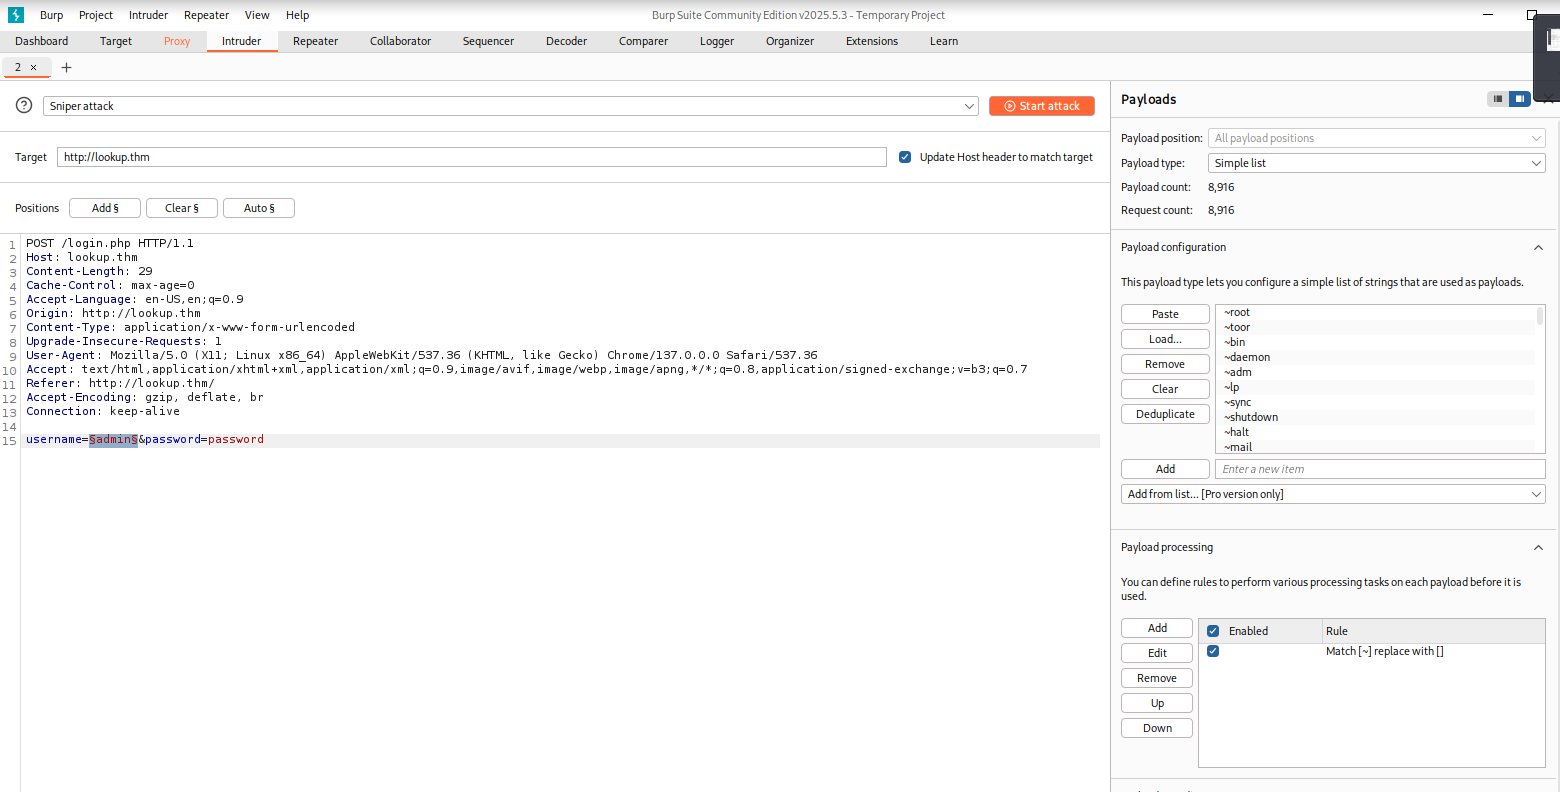 Burp Project Intruder Repeater View Help Burp Suite Community Edition v2025.5.3 - Temporary Project
Dashboard Target Proxy Intruder Repeater Collaborator Sequencer Decoder Comparer Logger Organizer Extensions Learn
2 × +
? Sniper attack Start attack
Target http://lookup.thm Update Host header to match target
Positions Add § Clear § Auto §
1 POST /login.php HTTP/1.1
2 Host: lookup.thm
3 Content-Length: 29
4 Cache-Control: max-age=0
5 Accept-Language: en-US,en;q=0.9
6 Origin: http://lookup.thm
7 Content-Type: application/x-www-form-urlencoded
8 Upgrade-Insecure-Requests: 1
9 User-Agent: Mozilla/5.0 (X11; Linux x86_64) AppleWebKit/537.36 (KHTML, like Gecko) Chrome/137.0.0.0 Safari/537.36
10 Accept: text/html,application/xhtml+xml,application/xml;q=0.9,image/avif,image/webp,image/apng,*/*;q=0.8,application/signed-exchange;v=b3;q=0.7
11 Referer: http://lookup.thm/
12 Accept-Encoding: gzip, deflate, br
13 Connection: keep-alive
14
15 username=§admin§&password=password
Payloads
Payload position: All payload positions
Payload type: Simple list
Payload count: 8,916
Request count: 8,916
Payload configuration
This payload type lets you configure a simple list of strings that are used as payloads.
Paste
Load...
Remove
Clear
Deduplicate
~root
~toor
~bin
~daemon
~adm
~lp
~sync
~shutdown
~halt
~mail
Add Enter a new item
Add from list... [Pro version only]
Payload processing
You can define rules to perform various processing tasks on each payload before it is
used.
Add
Edit
Remove
Up
Down
Enabled Rule
Match [~] replace with []